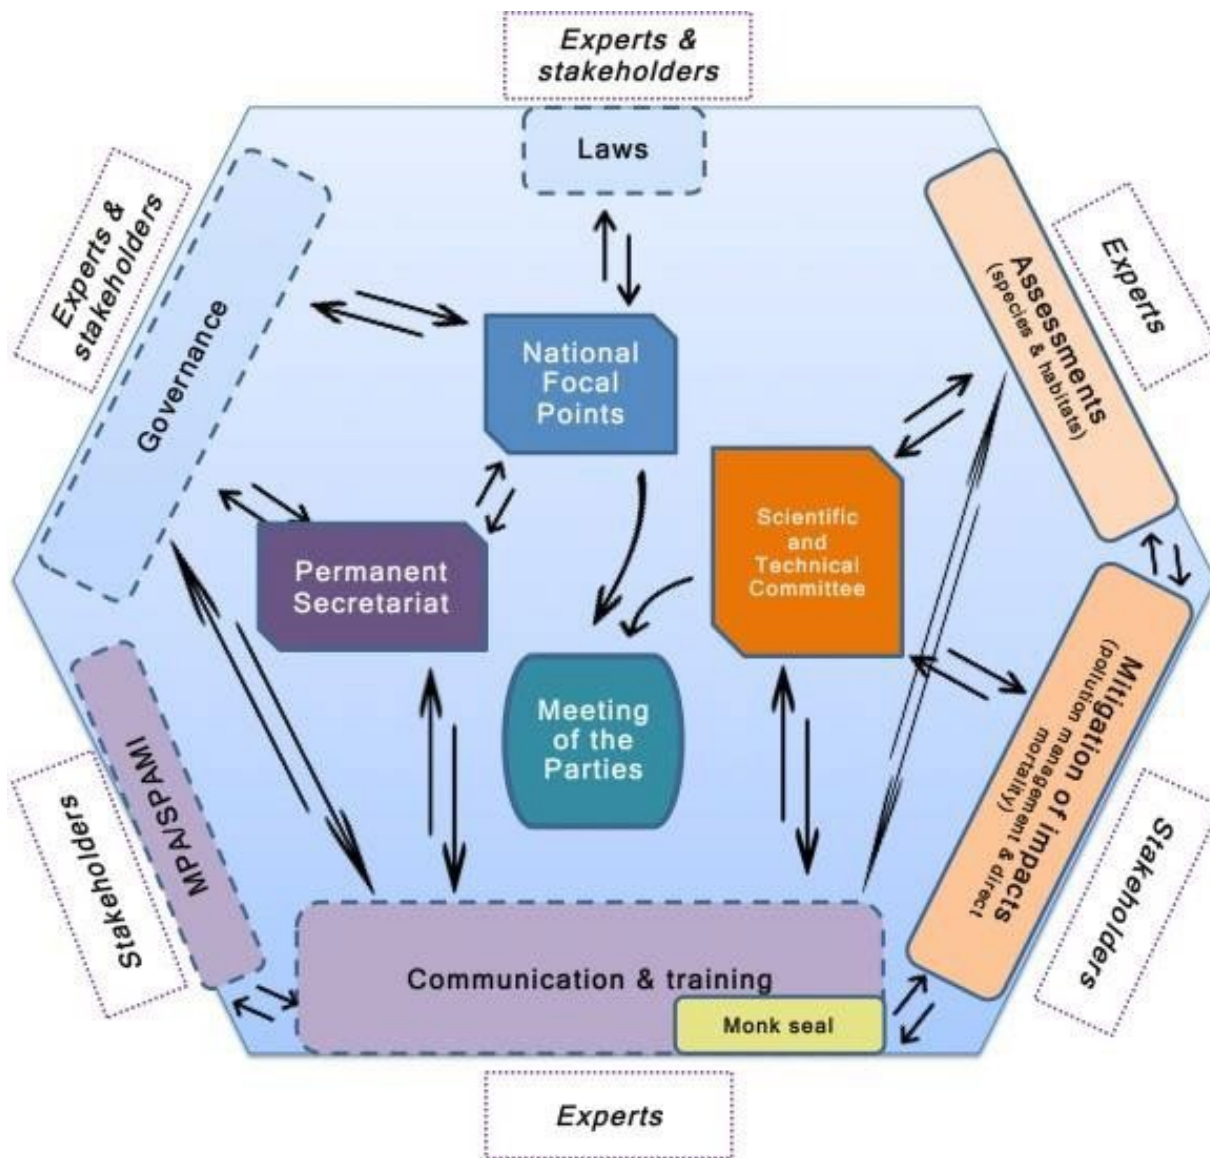 Experts &
stakeholders
Laws
Experts &
stakeholders
Governance
Assessments
(species & habitats)
Experts
National
Focal
Points
Scientific
and
Technical
Committee
Permanent
Secretariat
Meeting
of the
Parties
Mitigation of impacts
(pollution management & direct
mortality)
Stakeholders
MPA/SPAMI
Stakeholders
Communication & training
Monk seal
Experts